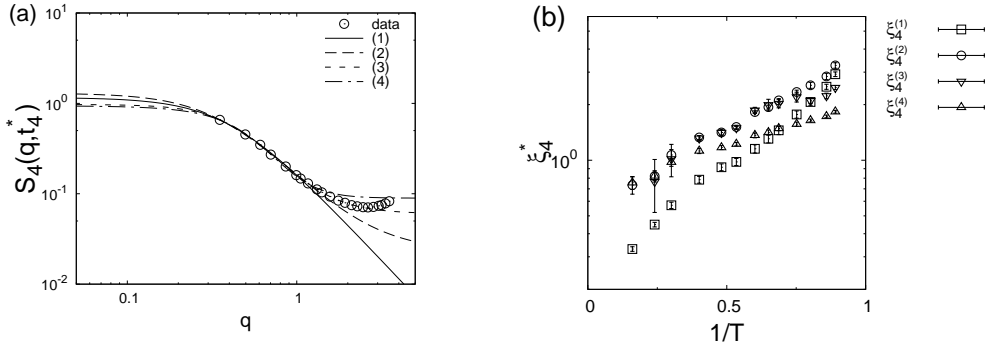 (a)
10^1
10^0
10^-1
10^-2
S_4(q,t_4^*)
0.1
1
q
data
(1)
(2)
(3)
(4)
(b)
10^0
ξ_4^*
0
0.5
1
1/T
ξ_4^(1)
ξ_4^(2)
ξ_4^(3)
ξ_4^(4)